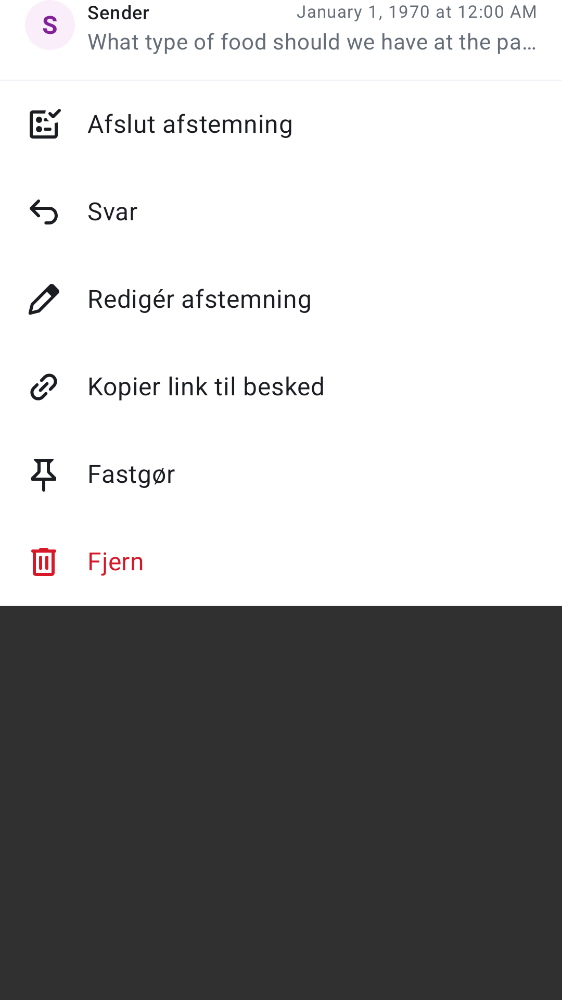 S
Sender
January 1, 1970 at 12:00 AM
What type of food should we have at the pa…
Afslut afstemning
Svar
Redigér afstemning
Kopier link til besked
Fastgør
Fjern